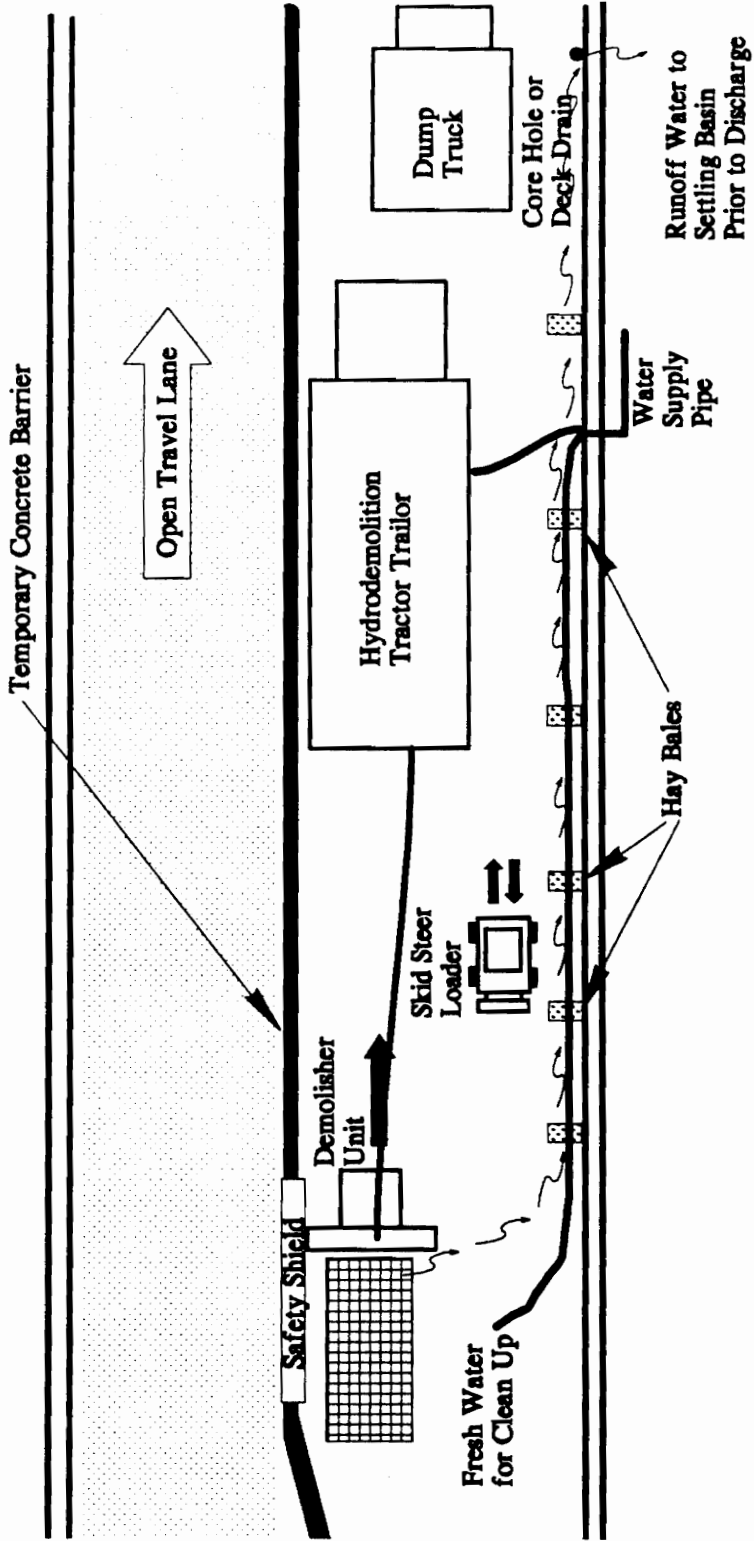 Temporary Concrete Barrier
Open Travel Lane
Safety Shield
Demolisher
Unit
Hydrodemolition
Tractor Trailor
Dump
Truck
Skid Steer
Loader
Core Hole or
Deck Drain
Fresh Water
for Clean Up
Hay Bales
Water
Supply
Pipe
Runoff Water to
Settling Basin
Prior to Discharge